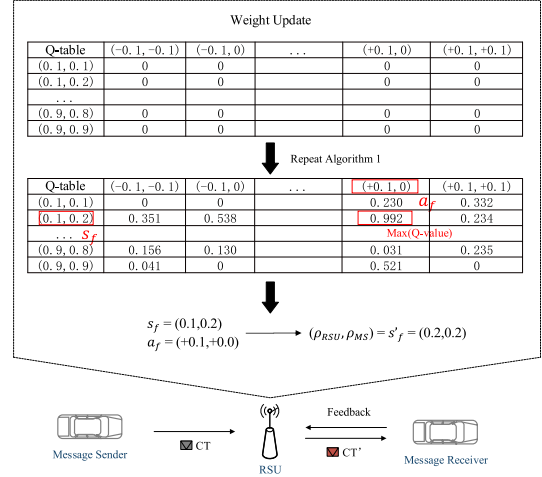 Weight Update
Q-table (-0.1,-0.1) (-0.1,0) ... (+0.1,0) (+0.1,+0.1)
(0.1,0.1) 0 0 0 0
(0.1,0.2) 0 0 0 0
...
(0.9,0.8) 0 0 0 0
(0.9,0.9) 0 0 0 0
Repeat Algorithm 1
Q-table (-0.1,-0.1) (-0.1,0) ... (+0.1,0) (+0.1,+0.1)
(0.1,0.1) 0 0 0.230 a_f 0.332
(0.1,0.2) 0.351 0.538 0.992 0.234
... s_f Max(Q-value)
(0.9,0.8) 0.156 0.130 0.031 0.235
(0.9,0.9) 0.041 0 0.521 0
s_f = (0.1,0.2)
a_f = (+0.1,+0.0)
(ρ_RSU, ρ_MS) = s'_f = (0.2,0.2)
Feedback
CT
CT'
Message Sender
RSU
Message Receiver